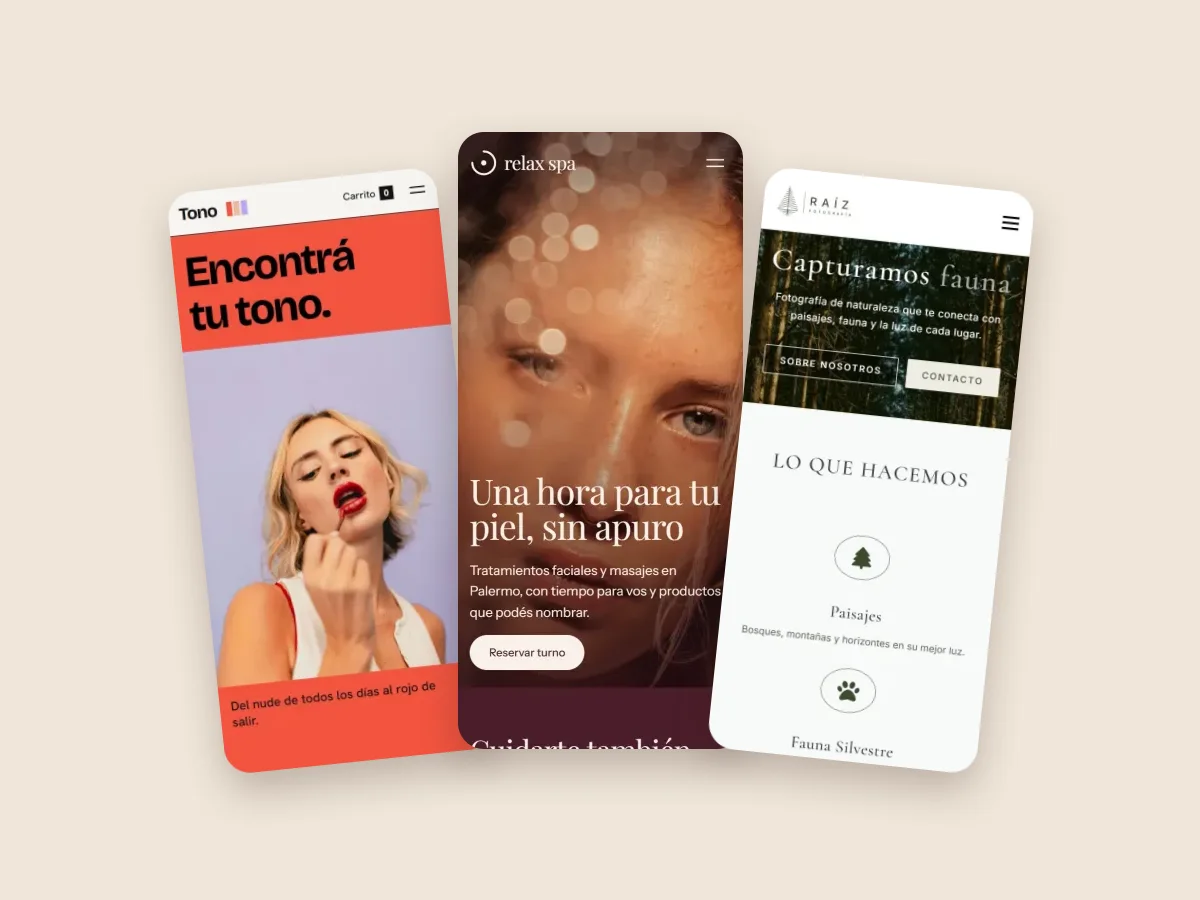 Tono
Carrito 0
Encontrá
tu tono.
Del nude de todos los días al rojo de
salir.
relax spa
Una hora para tu
piel, sin apuro
Tratamientos faciales y masajes en
Palermo, con tiempo para vos y productos
que podés nombrar.
Reservar turno
Cuidarte también
RAÍZ
FOTOGRAFÍA
Capturamos fauna
Fotografía de naturaleza que te conecta con
paisajes, fauna y la luz de cada lugar.
SOBRE NOSOTROS
CONTACTO
LO QUE HACEMOS
Paisajes
Bosques, montañas y horizontes en su mejor luz.
Fauna Silvestre